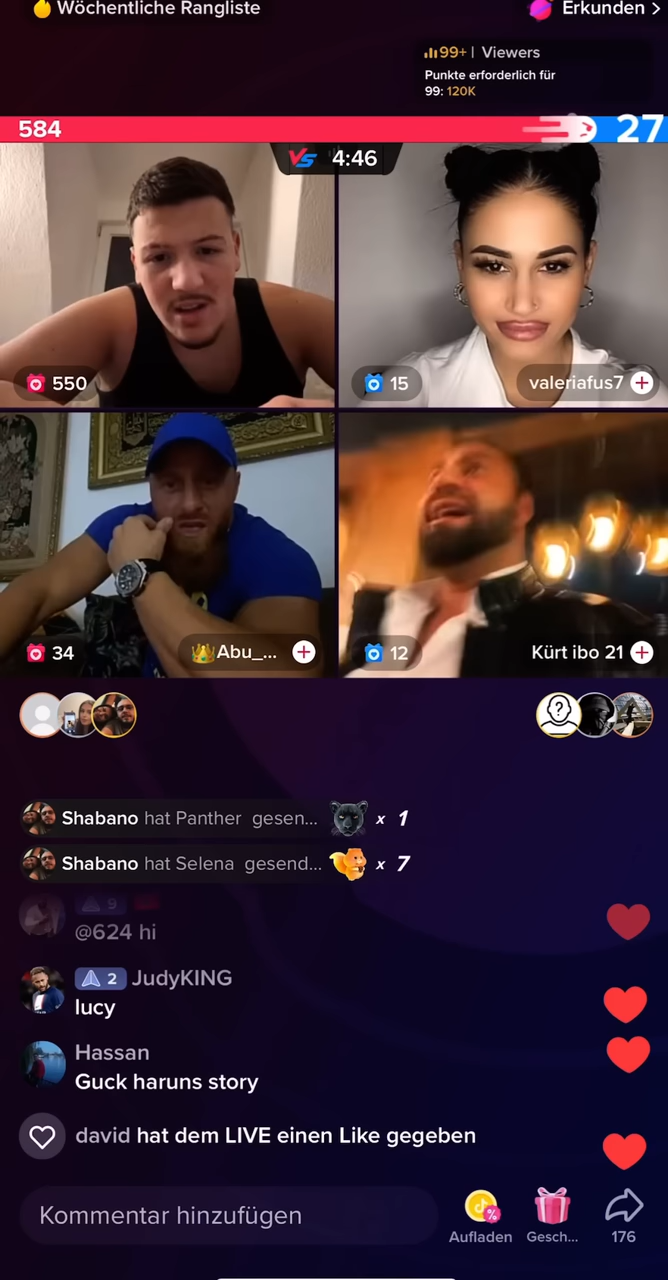 Wöchentliche Rangliste
Erkunden >
99+ | Viewers
Punkte erforderlich für
99: 120K
584
27
VS 4:46
550
15
valeriafus7
34
Abu_...
12
Kürt ibo 21
Shabano hat Panther gesen... x 1
Shabano hat Selena gesend... x 7
9
@624 hi
2 JudyKING
lucy
Hassan
Guck haruns story
david hat dem LIVE einen Like gegeben
Kommentar hinzufügen
%
Aufladen
Gesch...
176